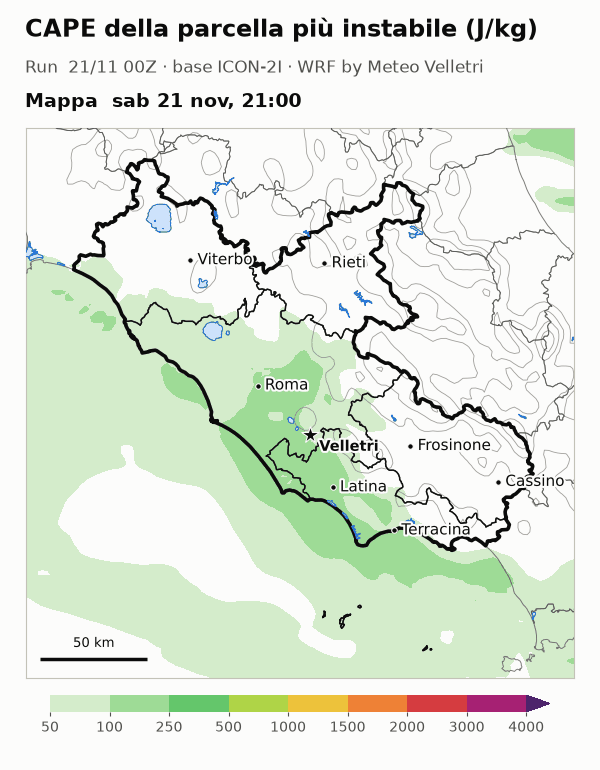 CAPE della parcella più instabile (J/kg)
Run 21/11 00Z · base ICON-2I · WRF by Meteo Velletri
Mappa sab 21 nov, 21:00
Viterbo
Rieti
Roma
Velletri
Frosinone
Latina
Cassino
Terracina
50 km
50 100 250 500 1000 1500 2000 3000 4000